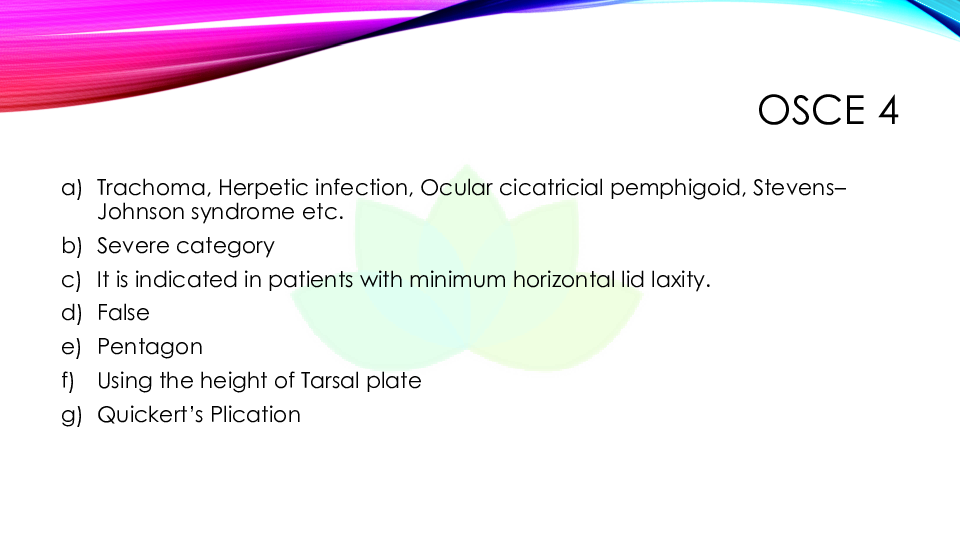 OSCE 4
a) Trachoma, Herpetic infection, Ocular cicatricial pemphigoid, Stevens–
Johnson syndrome etc.
b) Severe category
c) It is indicated in patients with minimum horizontal lid laxity.
d) False
e) Pentagon
f) Using the height of Tarsal plate
g) Quickert’s Plication